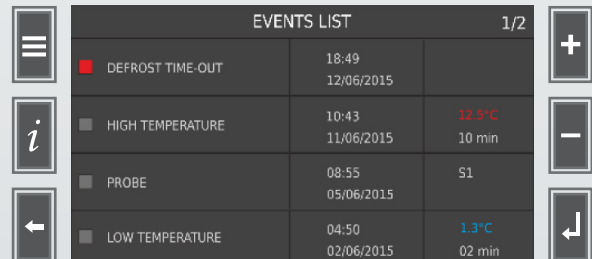 EVENTS LIST 1/2
DEFROST TIME-OUT
18:49
12/06/2015
HIGH TEMPERATURE
10:43
11/06/2015
12.5°C
10 min
PROBE
08:55
05/06/2015
S1
LOW TEMPERATURE
04:50
02/06/2015
1.3°C
02 min
i
+
−